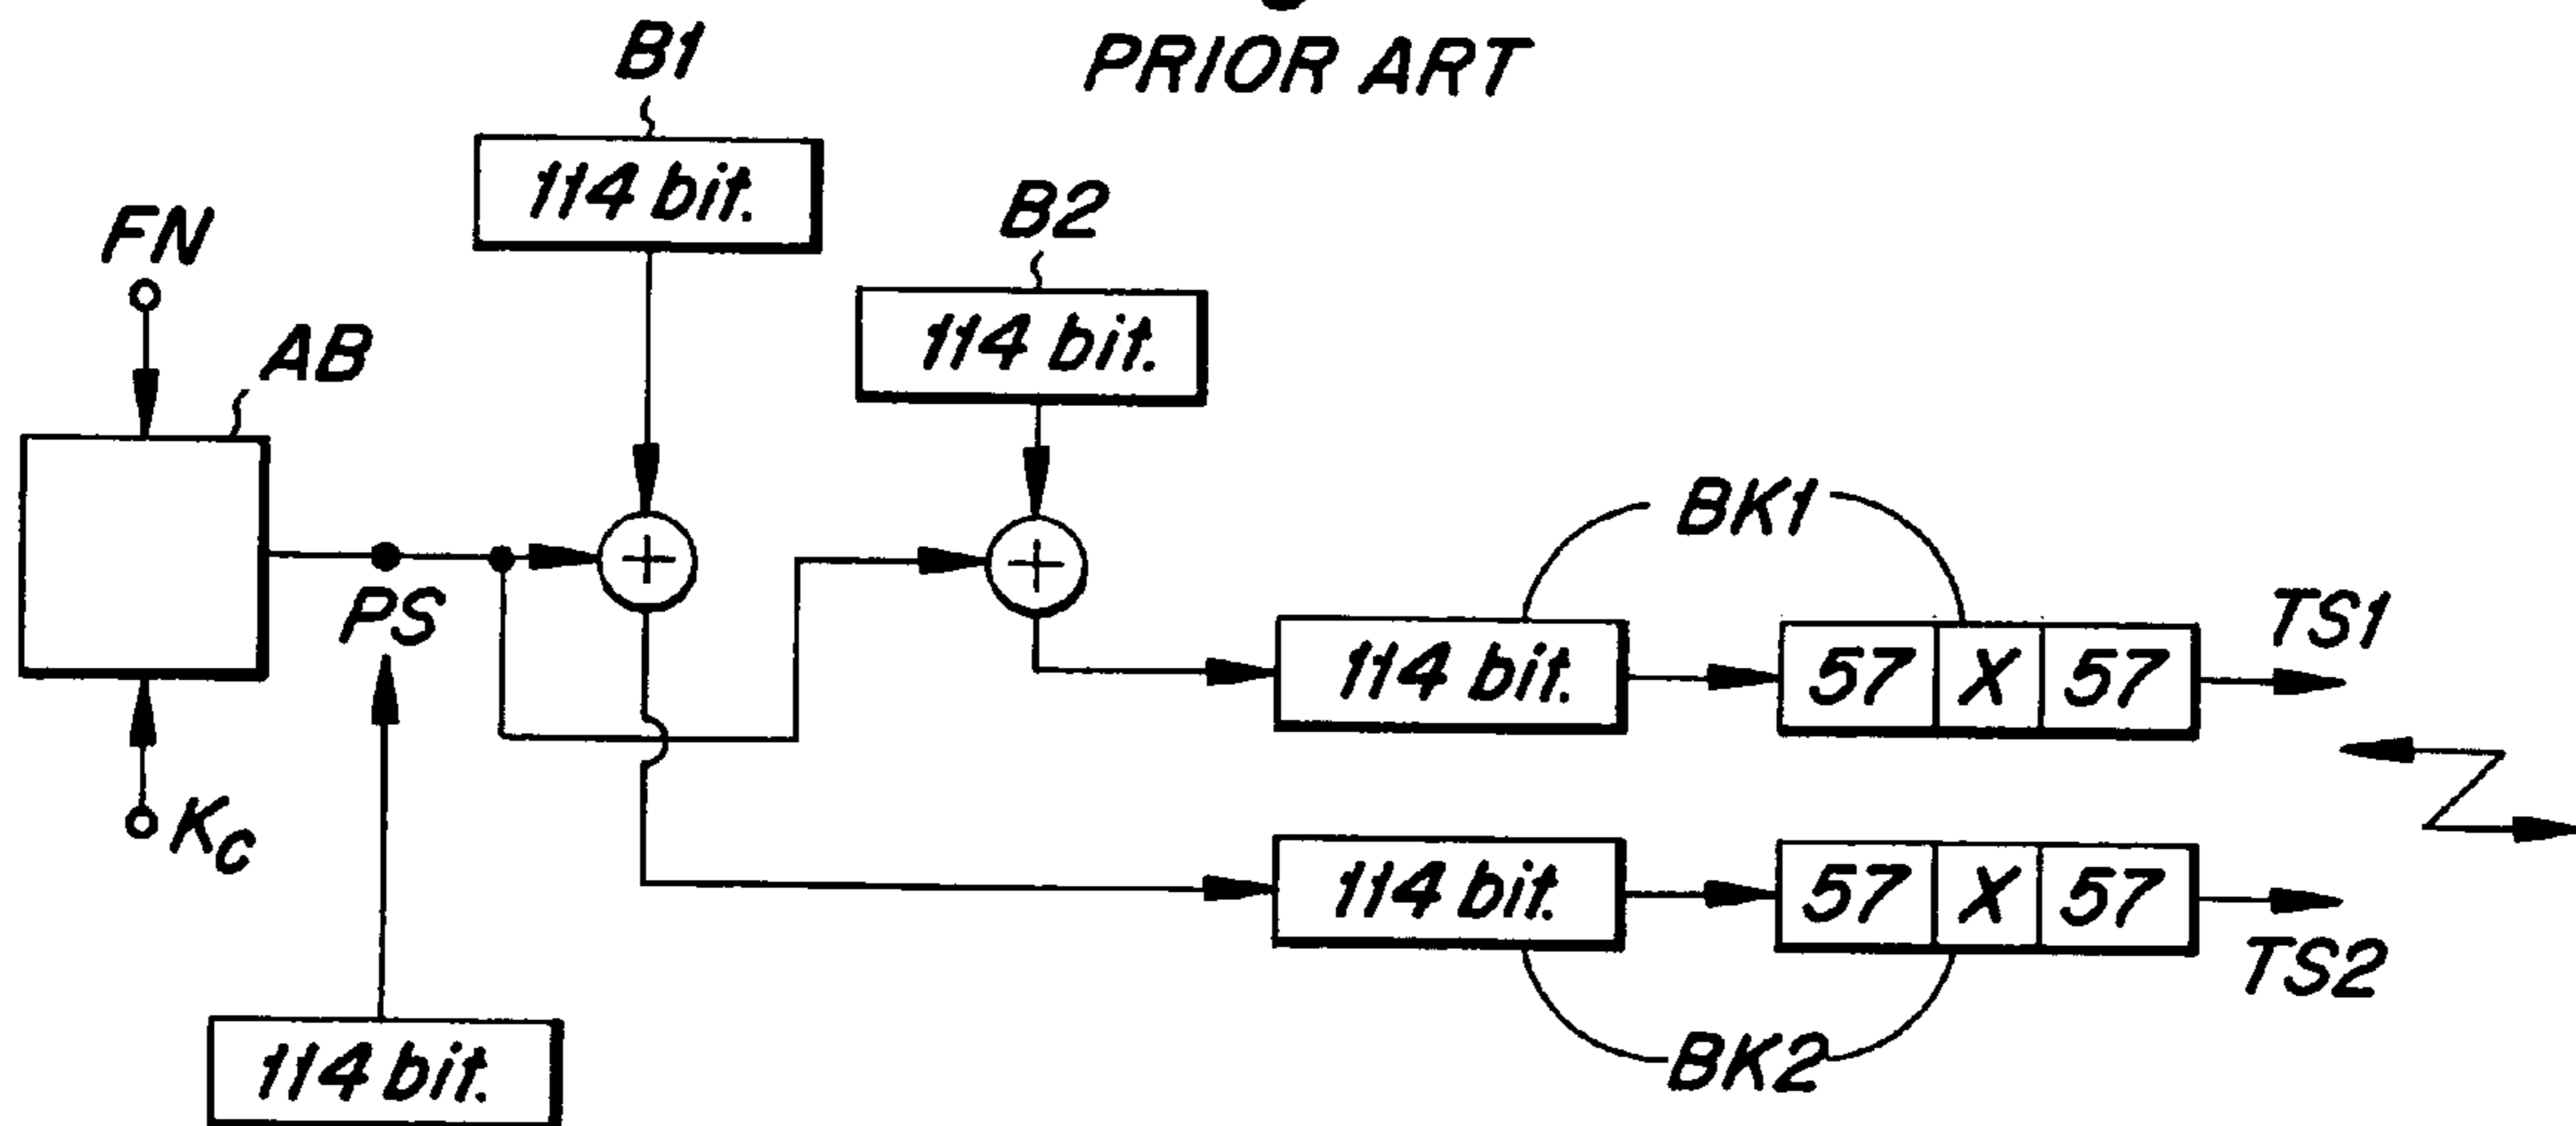 PRIOR ART
B1
114 bit.
B2
114 bit.
FN
AB
PS
Kc
114 bit.
BK1
114 bit.
57 X 57
TS1
114 bit.
57 X 57
TS2
BK2